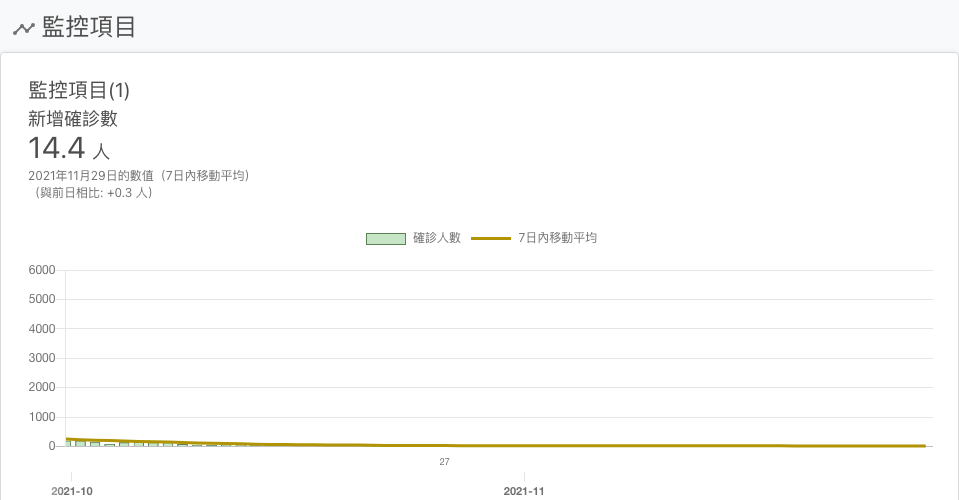 監控項目
監控項目(1)
新增確診數
14.4 人
2021年11月29日的數值（7日內移動平均）
（與前日相比: +0.3 人）
確診人數 7日內移動平均
6000
5000
4000
3000
2000
1000
0
27
2021-10 2021-11